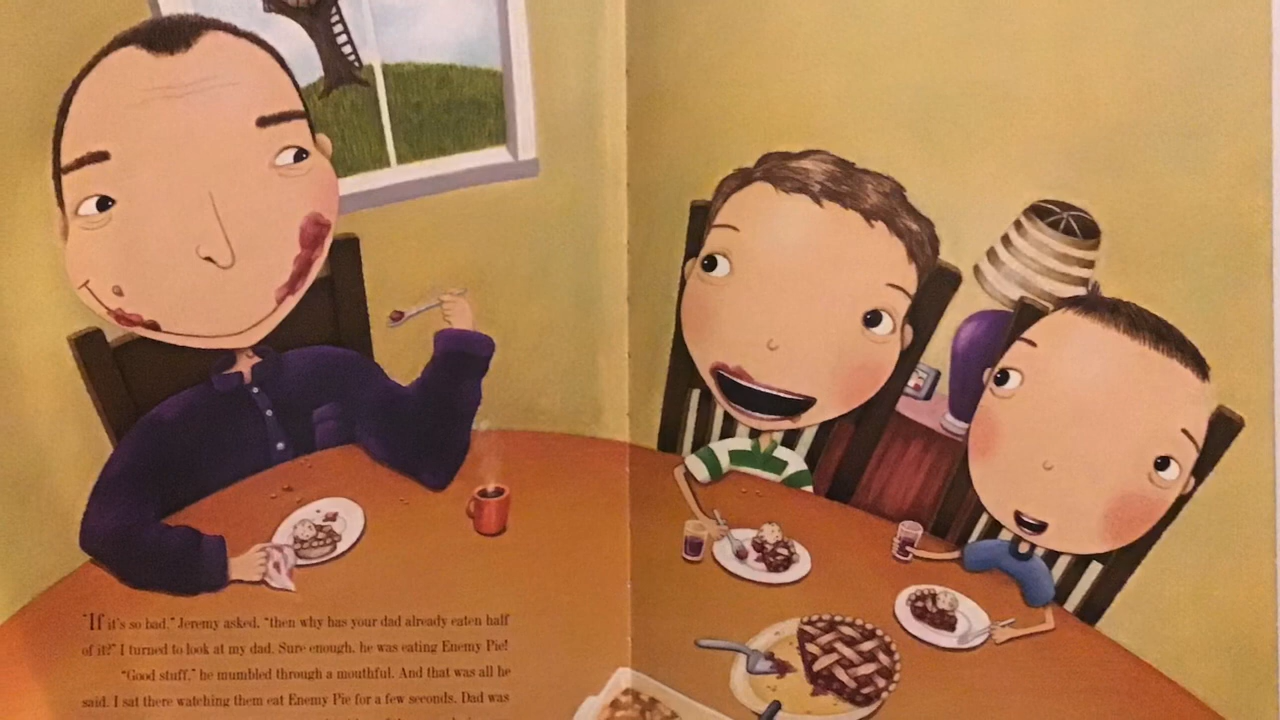 "If it's so bad," Jeremy asked, "then why has your dad already eaten half
of it?" I turned to look at my dad. Sure enough, he was eating Enemy Pie!
"Good stuff," he mumbled through a mouthful. And that was all he
said. I sat there watching them eat Enemy Pie for a few seconds. Dad was